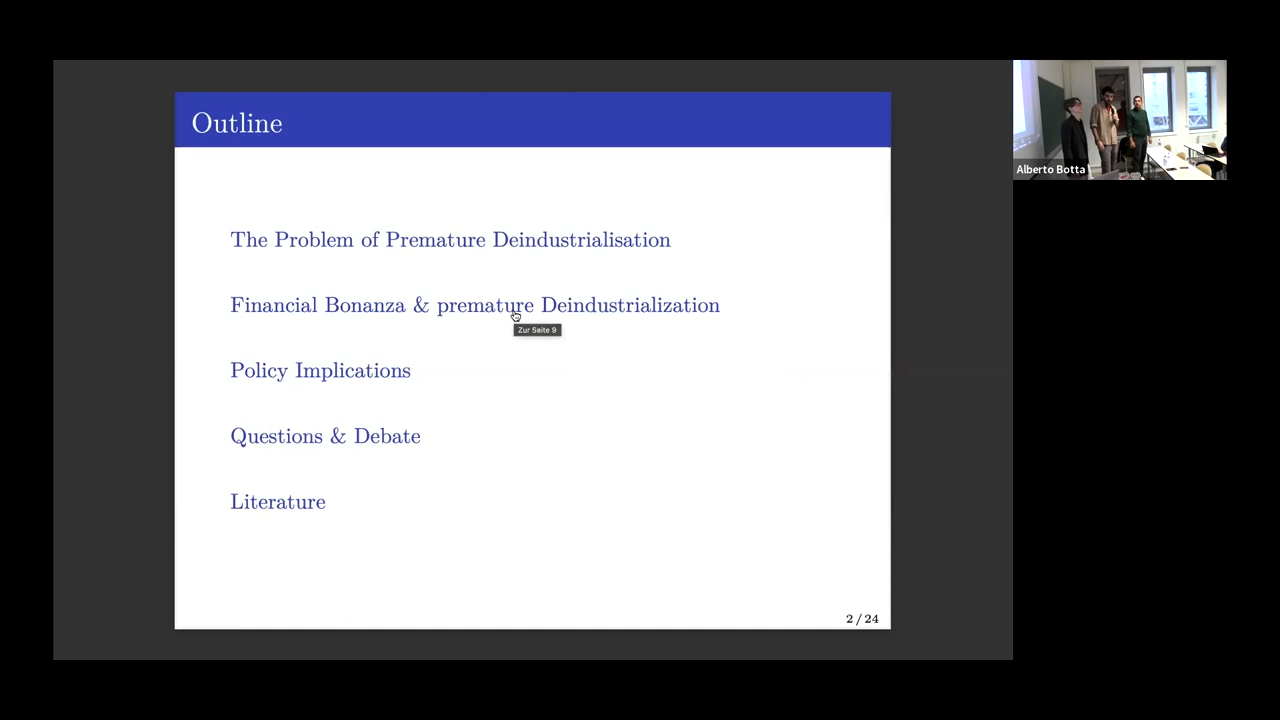 Outline
The Problem of Premature Deindustrialisation
Financial Bonanza & premature Deindustrialization
Zur Seite 9
Policy Implications
Questions & Debate
Literature
2 / 24
Alberto Botta